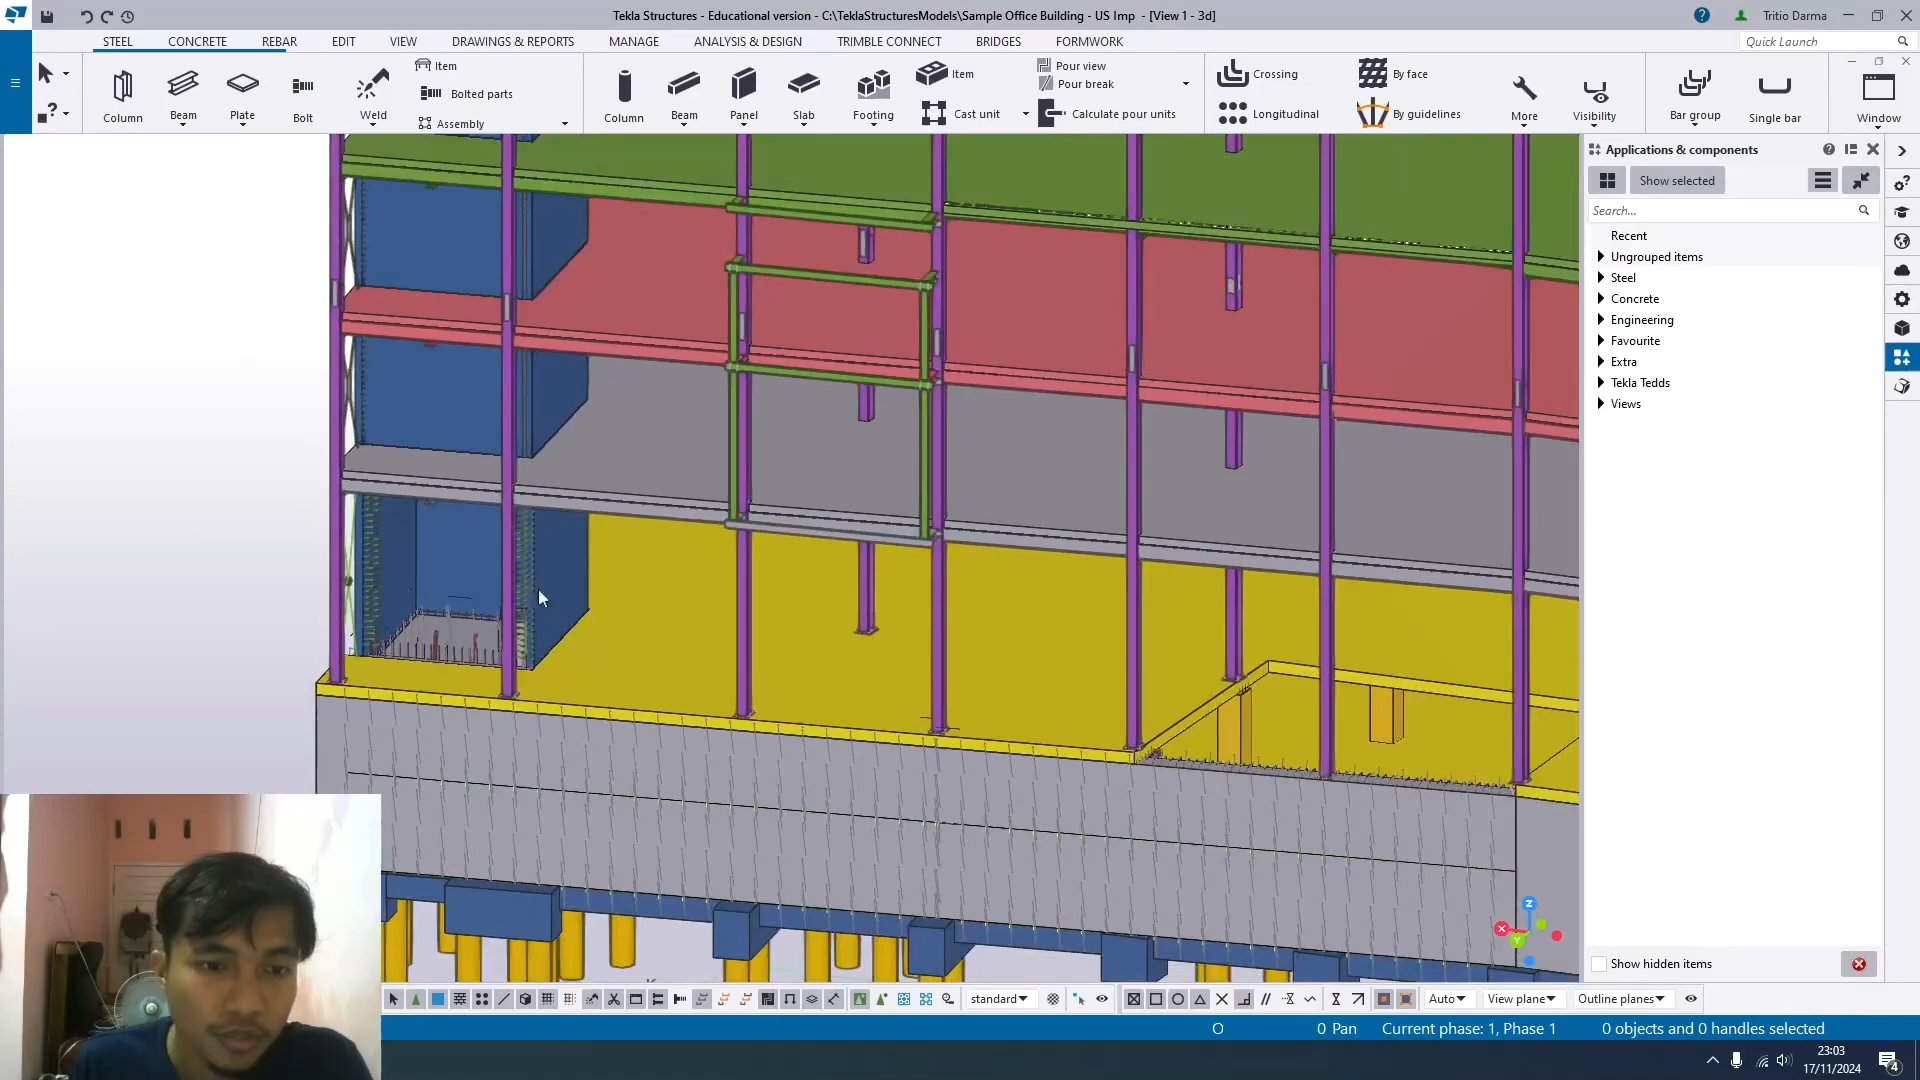 Tekla Structures - Educational version - C:\TeklaStructuresModels\Sample Office Building - US Imp - [View 1 - 3d]
Tritio Darma
STEEL CONCRETE REBAR EDIT VIEW DRAWINGS & REPORTS MANAGE ANALYSIS & DESIGN TRIMBLE CONNECT BRIDGES FORMWORK
Quick Launch
Column Beam Plate Bolt Weld
Item
Bolted parts
Assembly
Column Beam Panel Slab Footing
Item
Cast unit
Pour view
Pour break
Calculate pour units
Crossing
Longitudinal
By face
By guidelines
More
Visibility
Bar group
Single bar
Window
Applications & components
Show selected
Search...
Recent
Ungrouped items
Steel
Concrete
Engineering
Favourite
Extra
Tekla Tedds
Views
Show hidden items
Z
X
Y
standard
Auto
View plane
Outline planes
O
0 Pan
Current phase: 1, Phase 1
0 objects and 0 handles selected
23:03
17/11/2024
4